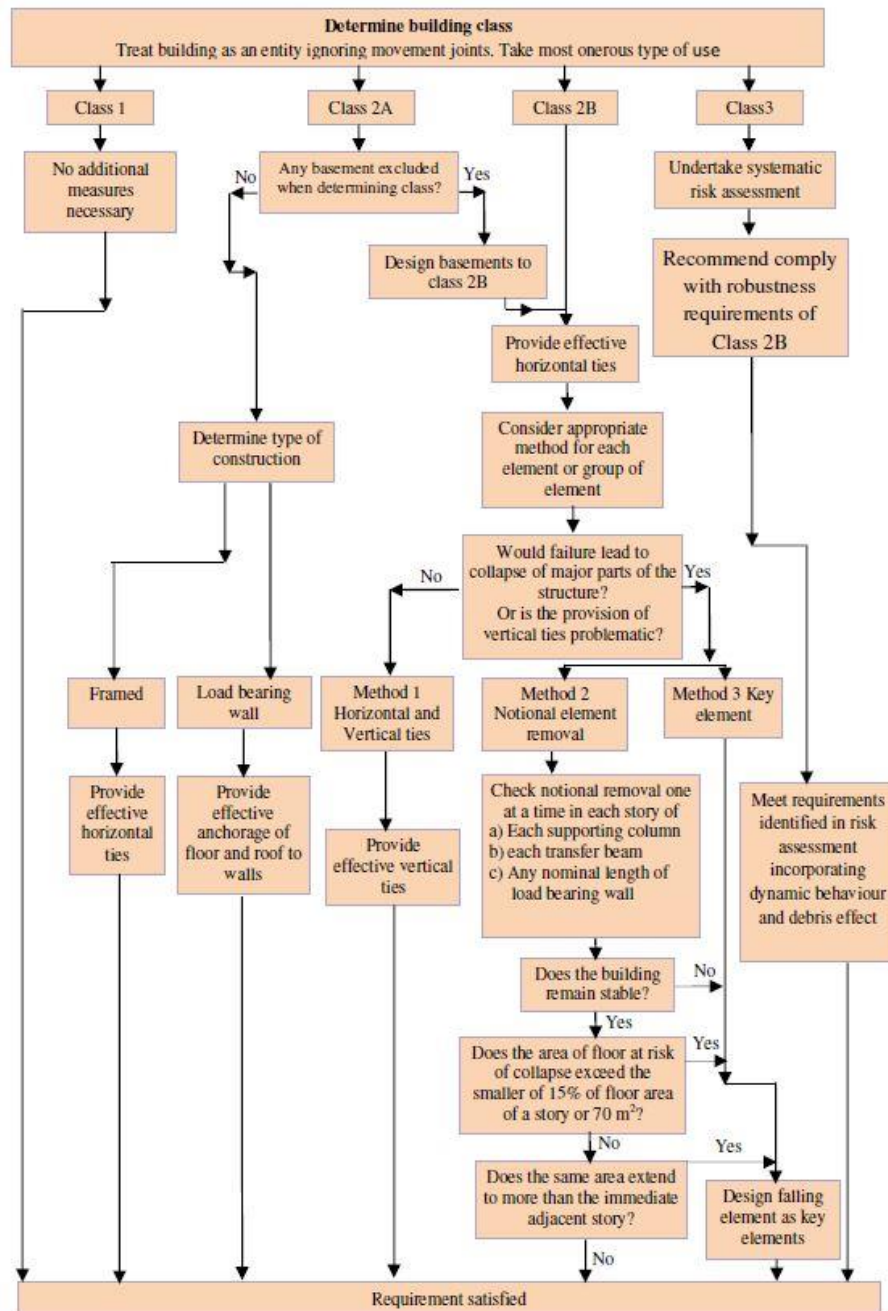 Determine building class
Treat building as an entity ignoring movement joints. Take most onerous type of use
Class 1
Class 2A
Class 2B
Class3
No additional
measures
necessary
No
Any basement excluded
when determining class?
Yes
Undertake systematic
risk assessment
Design basements to
class 2B
Recommend comply
with robustness
requirements of
Class 2B
Provide effective
horizontal ties
Determine type of
construction
Consider appropriate
method for each
element or group of
element
No
Would failure lead to
collapse of major parts of the
structure?
Or is the provision of
vertical ties problematic?
Yes
Framed
Load bearing
wall
Method 1
Horizontal and
Vertical ties
Method 2
Notional element
removal
Method 3 Key
element
Provide
effective
horizontal
ties
Provide
effective
anchorage of
floor and roof to
walls
Provide
effective vertical
ties
Check notional removal one
at a time in each story of
a) Each supporting column
b) each transfer beam
c) Any nominal length of
load bearing wall
Meet requirements
identified in risk
assessment
incorporating
dynamic behaviour
and debris effect
Does the building
remain stable?
No
Yes
Does the area of floor at risk
of collapse exceed the
smaller of 15% of floor area
of a story or 70 m²?
Yes
No
Does the same area extend
to more than the immediate
adjacent story?
Yes
No
Design falling
element as key
elements
Requirement satisfied